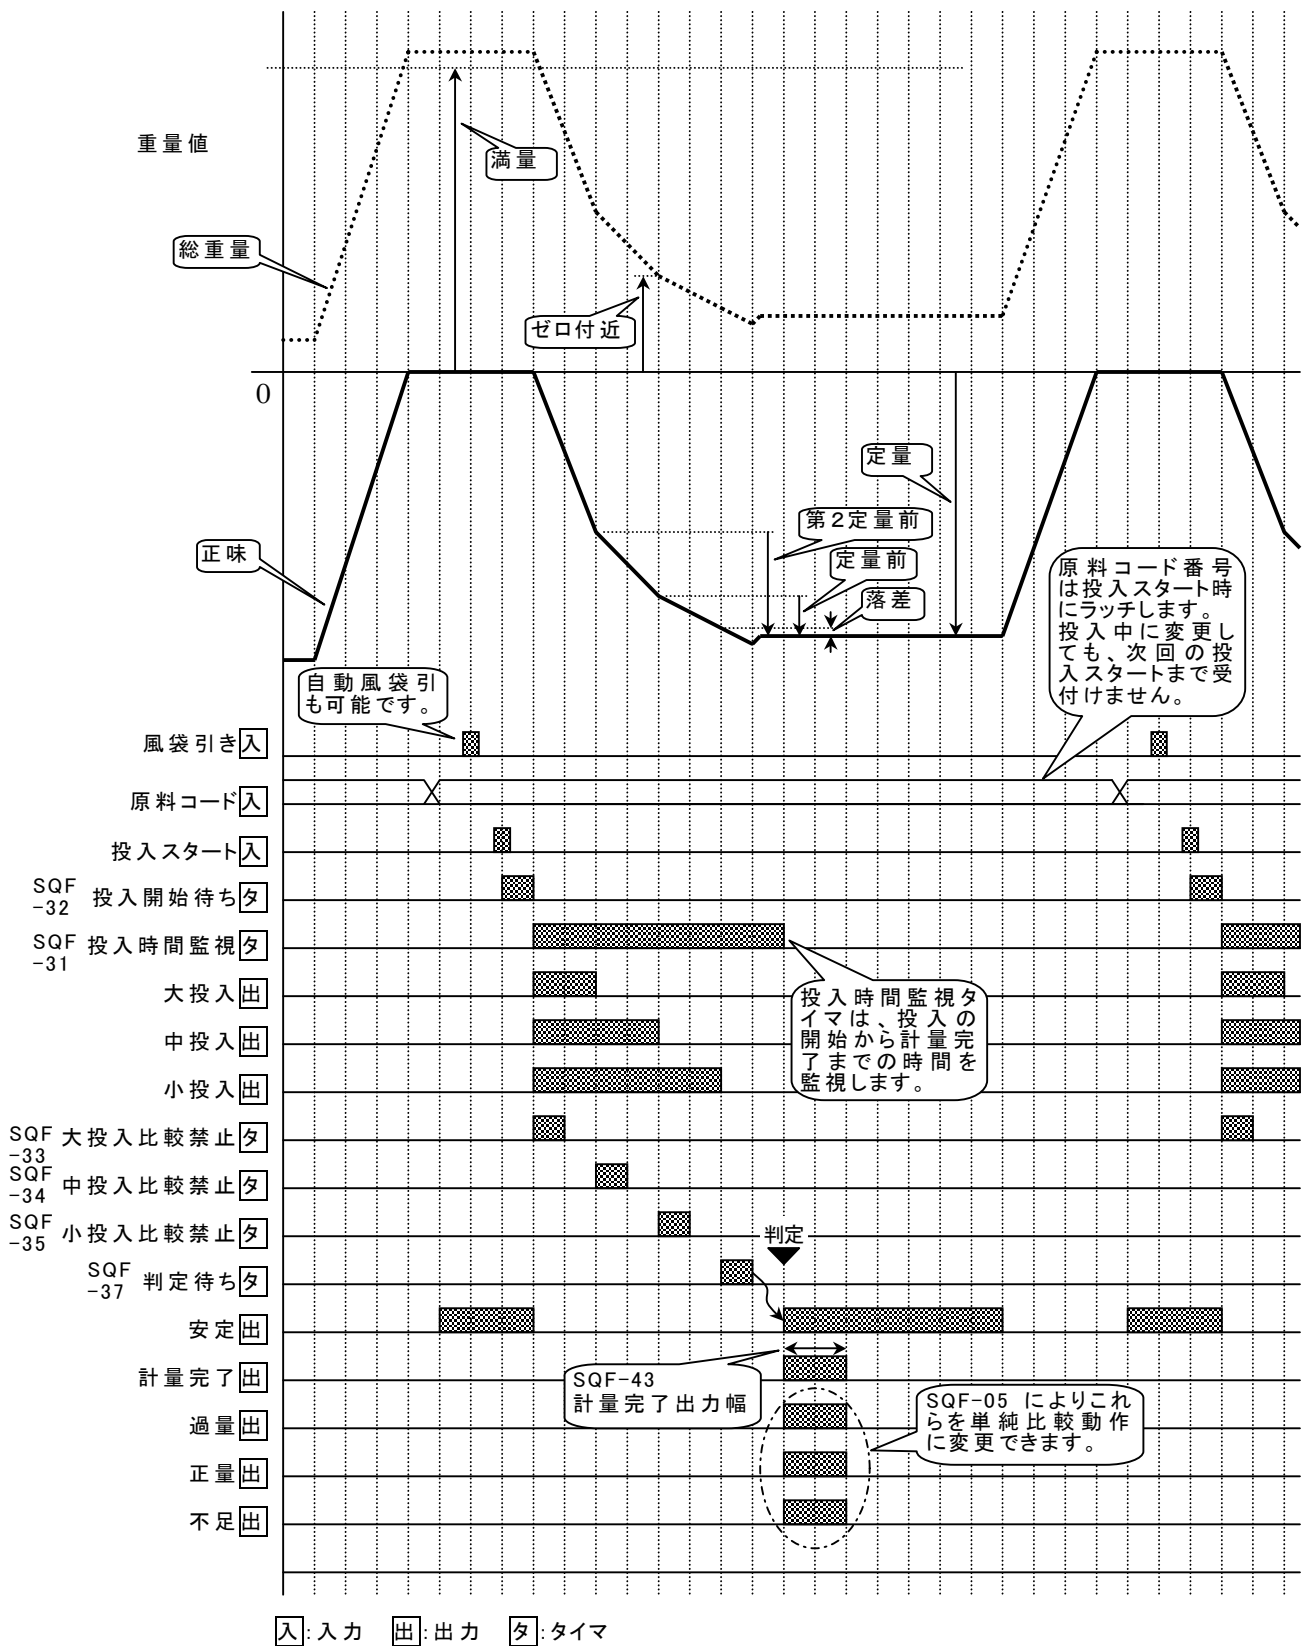 重量値
満量
総重量
ゼロ付近
0
定量
第2定量前
定量前
落差
正味
原料コード番号
は投入スタート時
にラッチします。
投入中に変更し
ても、次回の投
入スタートまで受
付けません。
自動風袋引
も可能です。
風袋引き 入
原料コード 入
投入スタート 入
SQF
-32 投入開始待ち タ
SQF
-31 投入時間監視 タ
大投入 出
投入時間監視タ
イマは、投入の
開始から計量完
了までの時間を
監視します。
中投入 出
小投入 出
SQF
-33 大投入比較禁止 タ
SQF
-34 中投入比較禁止 タ
SQF
-35 小投入比較禁止 タ
判定
SQF
-37 判定待ち タ
安定 出
計量完了 出
SQF-43
計量完了出力幅
過量 出
SQF-05 によりこれ
らを単純比較動作
に変更できます。
正量 出
不足 出
入:入力 出:出力 タ:タイマ